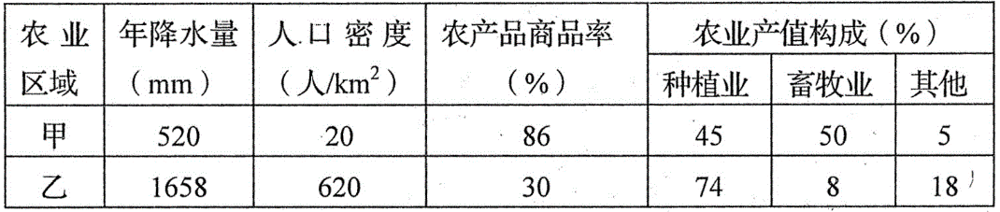 农业区域 年降水量（mm） 人口密度（人/km²） 农产品商品率（%） 农业产值构成（%）
种植业 畜牧业 其他
甲 520 20 86 45 50 5
乙 1658 620 30 74 8 18